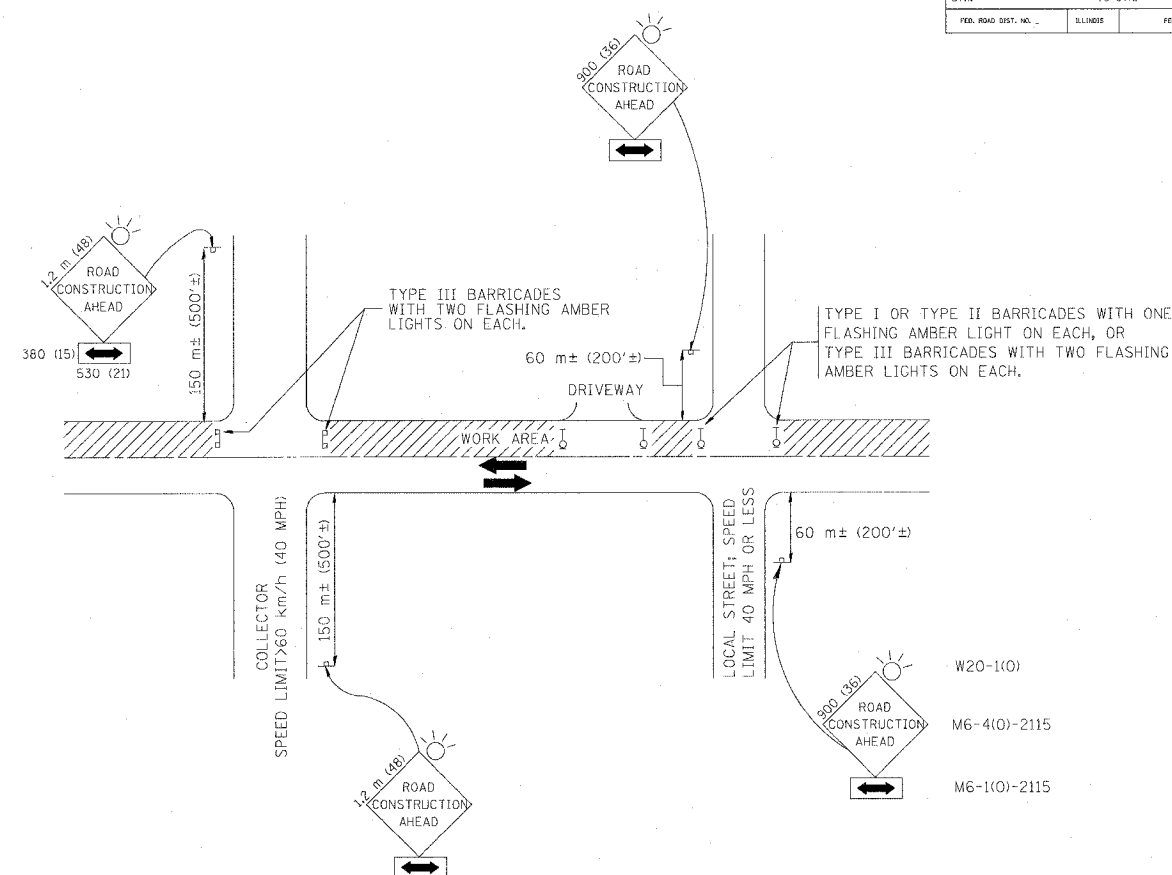 FED. ROAD DIST. NO. _ ILLINOIS
900 (36)
ROAD
CONSTRUCTION
AHEAD
1.2 m (48)
ROAD
CONSTRUCTION
AHEAD
380 (15)
530 (21)
150 m± (500'±)
TYPE III BARRICADES
WITH TWO FLASHING AMBER
LIGHTS ON EACH.
60 m± (200'±)
DRIVEWAY
TYPE I OR TYPE II BARRICADES WITH ONE
FLASHING AMBER LIGHT ON EACH, OR
TYPE III BARRICADES WITH TWO FLASHING
AMBER LIGHTS ON EACH.
WORK AREA
COLLECTOR
SPEED LIMIT>60 km/h (40 MPH)
150 m± (500'±)
LOCAL STREET; SPEED
LIMIT 40 MPH OR LESS
60 m± (200'±)
1.2 m (48)
ROAD
CONSTRUCTION
AHEAD
900 (36)
ROAD
CONSTRUCTION
AHEAD
W20-1(O)
M6-4(O)-2115
M6-1(O)-2115